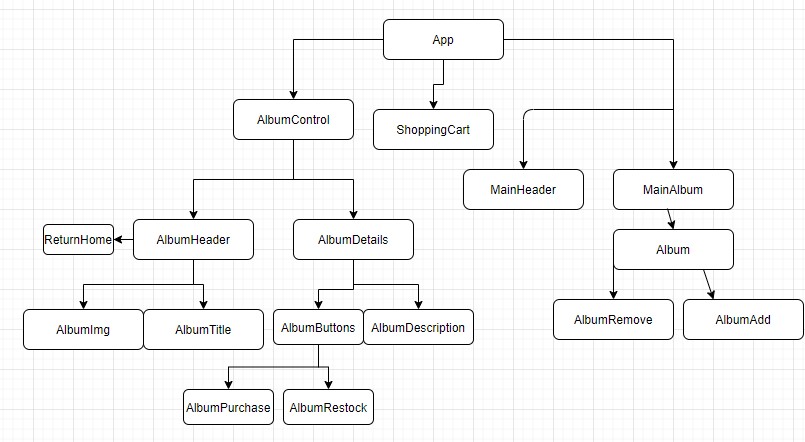 App
AlbumControl
ShoppingCart
MainHeader
MainAlbum
ReturnHome
AlbumHeader
AlbumDetails
Album
AlbumImg
AlbumTitle
AlbumButtons
AlbumDescription
AlbumRemove
AlbumAdd
AlbumPurchase
AlbumRestock